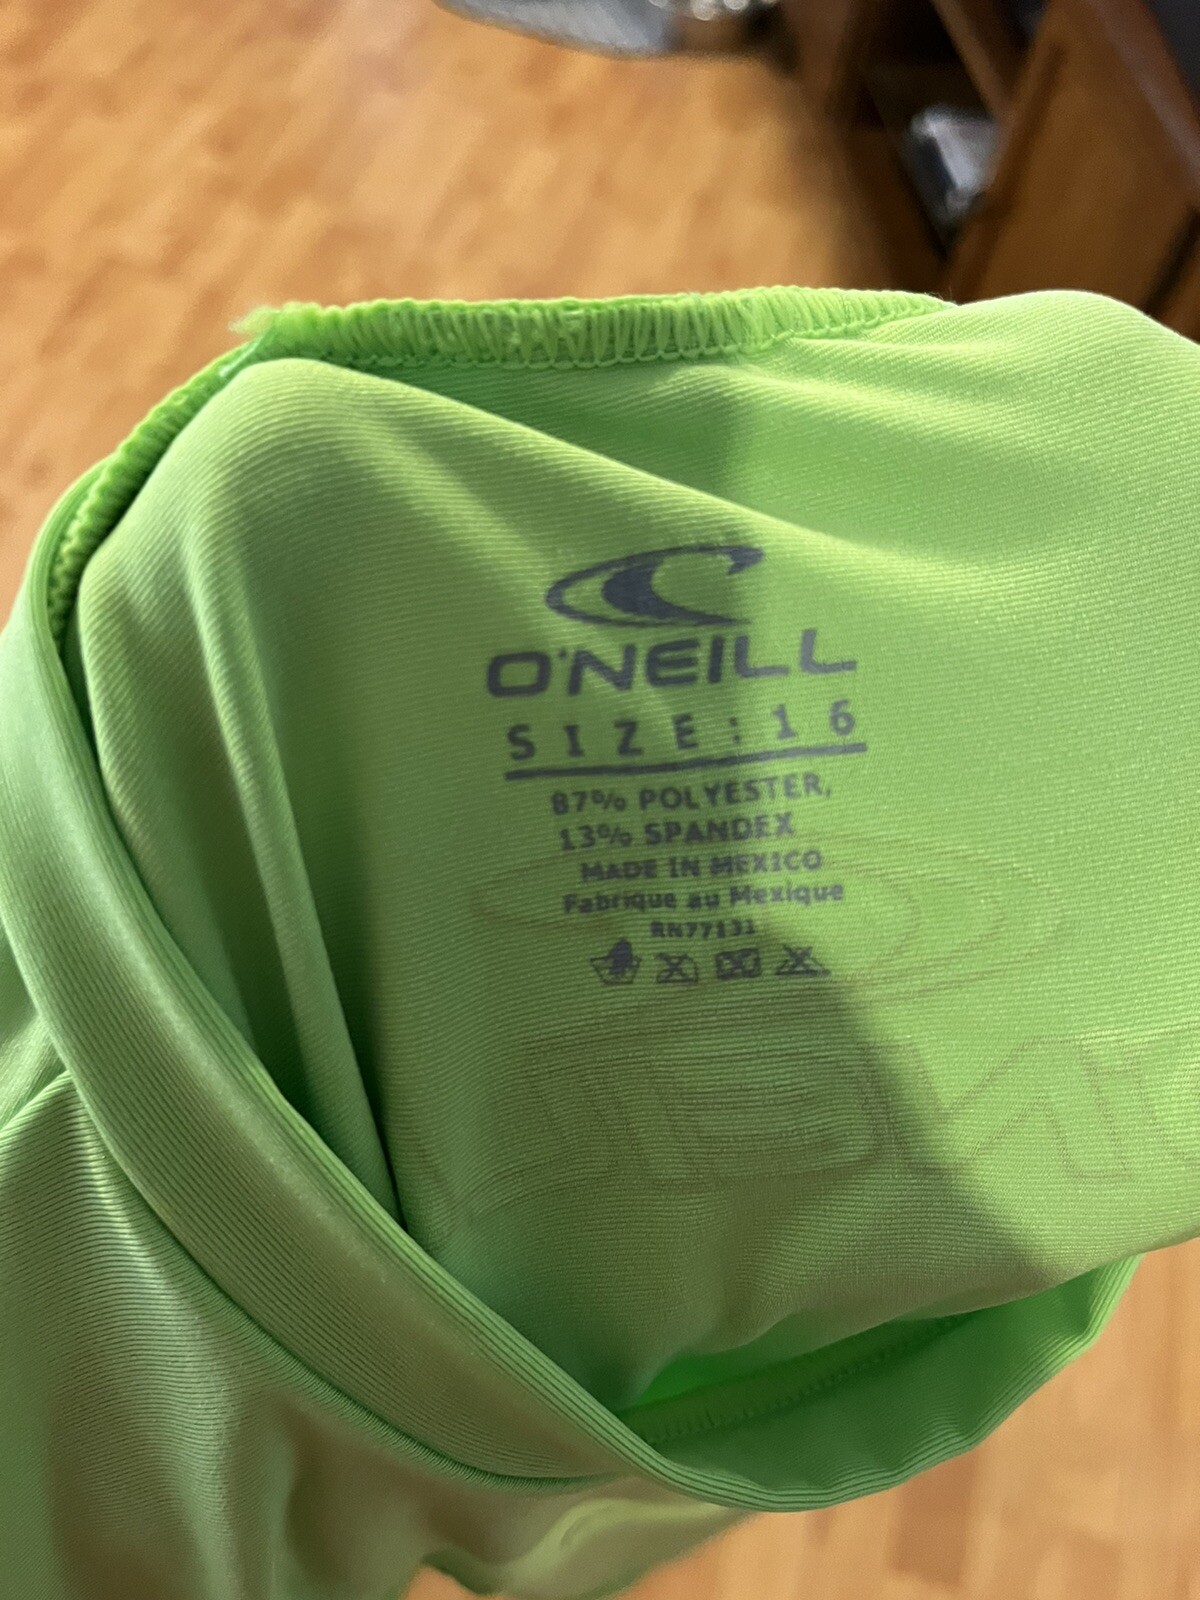 O'NEILL
SIZE: 16
87% POLYESTER,
13% SPANDEX
MADE IN MEXICO
Fabrique au Mexique
RN77131